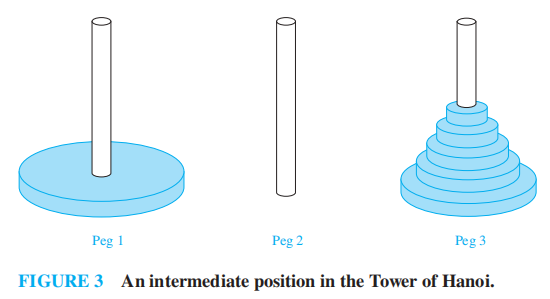 Peg 1 Peg 2 Peg 3
FIGURE 3 An intermediate position in the Tower of Hanoi.